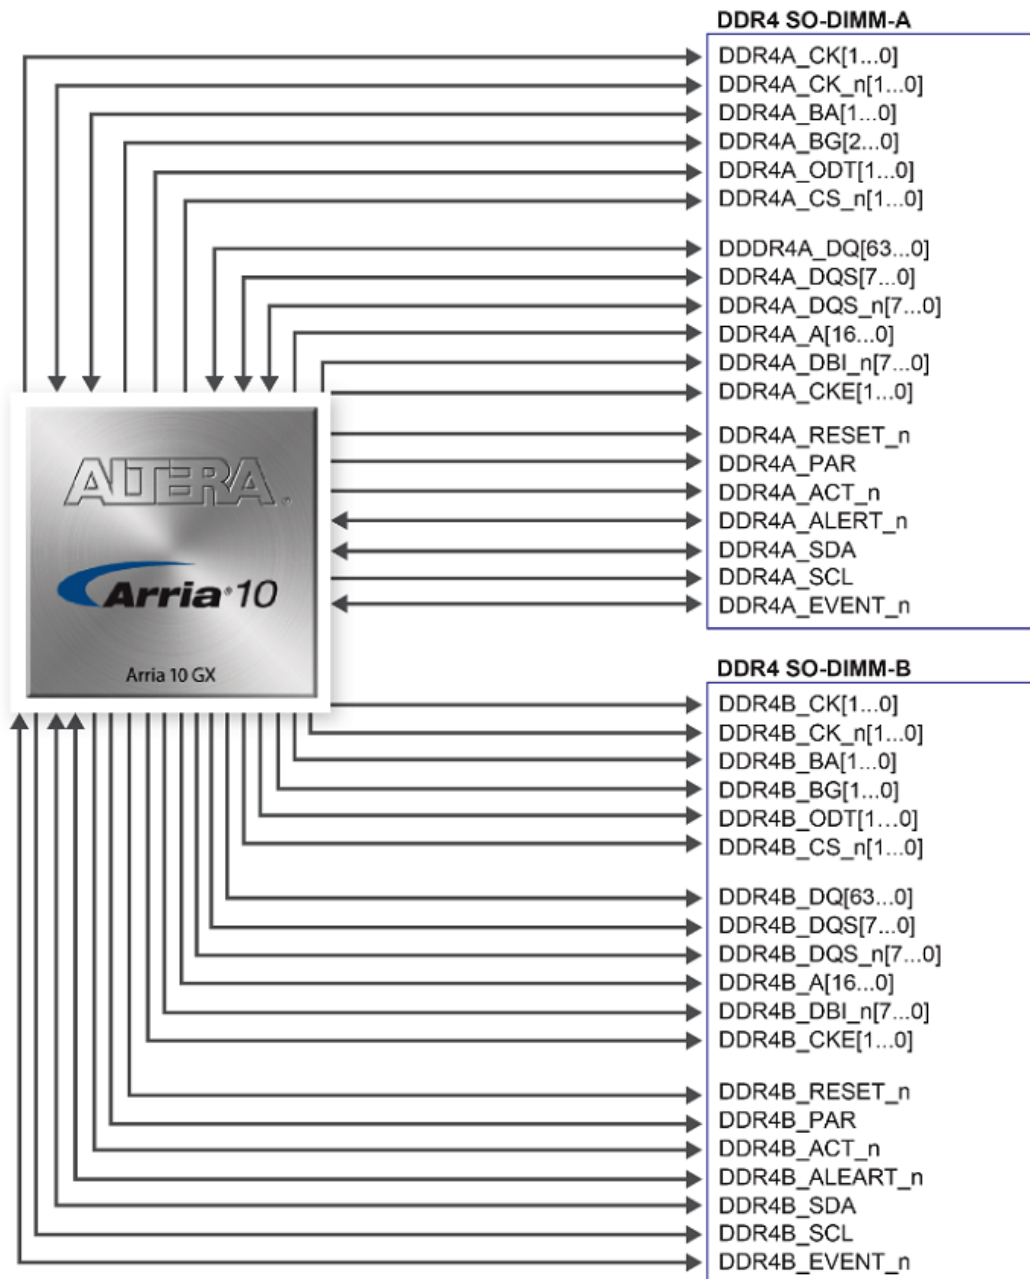 DDR4 SO-DIMM-A
DDR4A_CK[1...0]
DDR4A_CK_n[1...0]
DDR4A_BA[1...0]
DDR4A_BG[2...0]
DDR4A_ODT[1...0]
DDR4A_CS_n[1...0]
DDDR4A_DQ[63...0]
DDR4A_DQS[7...0]
DDR4A_DQS_n[7...0]
DDR4A_A[16...0]
DDR4A_DBI_n[7...0]
DDR4A_CKE[1...0]
DDR4A_RESET_n
DDR4A_PAR
DDR4A_ACT_n
DDR4A_ALERT_n
DDR4A_SDA
DDR4A_SCL
DDR4A_EVENT_n
ALTERA®
Arria®10
Arria 10 GX
DDR4 SO-DIMM-B
DDR4B_CK[1...0]
DDR4B_CK_n[1...0]
DDR4B_BA[1...0]
DDR4B_BG[1...0]
DDR4B_ODT[1...0]
DDR4B_CS_n[1...0]
DDR4B_DQ[63...0]
DDR4B_DQS[7...0]
DDR4B_DQS_n[7...0]
DDR4B_A[16...0]
DDR4B_DBI_n[7...0]
DDR4B_CKE[1...0]
DDR4B_RESET_n
DDR4B_PAR
DDR4B_ACT_n
DDR4B_ALEART_n
DDR4B_SDA
DDR4B_SCL
DDR4B_EVENT_n